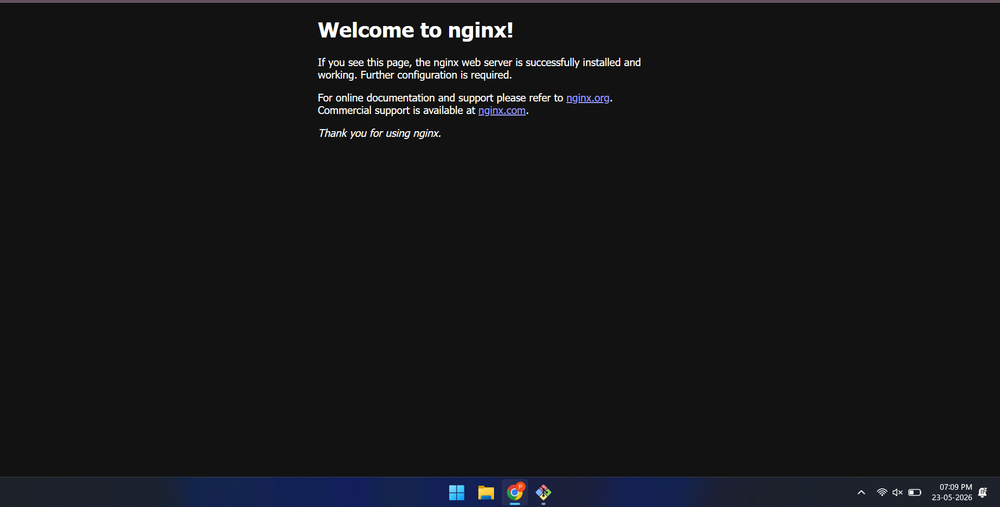 Welcome to nginx!
If you see this page, the nginx web server is successfully installed and
working. Further configuration is required.
For online documentation and support please refer to nginx.org.
Commercial support is available at nginx.com.
Thank you for using nginx.
P
07:09 PM
23-05-2026